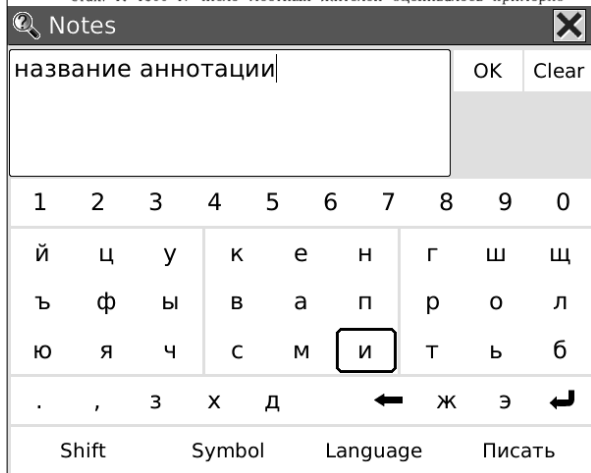 Notes
название аннотации
OK Clear
1 2 3 4 5 6 7 8 9 0
й ц у к е н г ш щ
ъ ф ы в а п р о л
ю я ч с м и т ь б
. , з х д ж э
Shift Symbol Language Писать